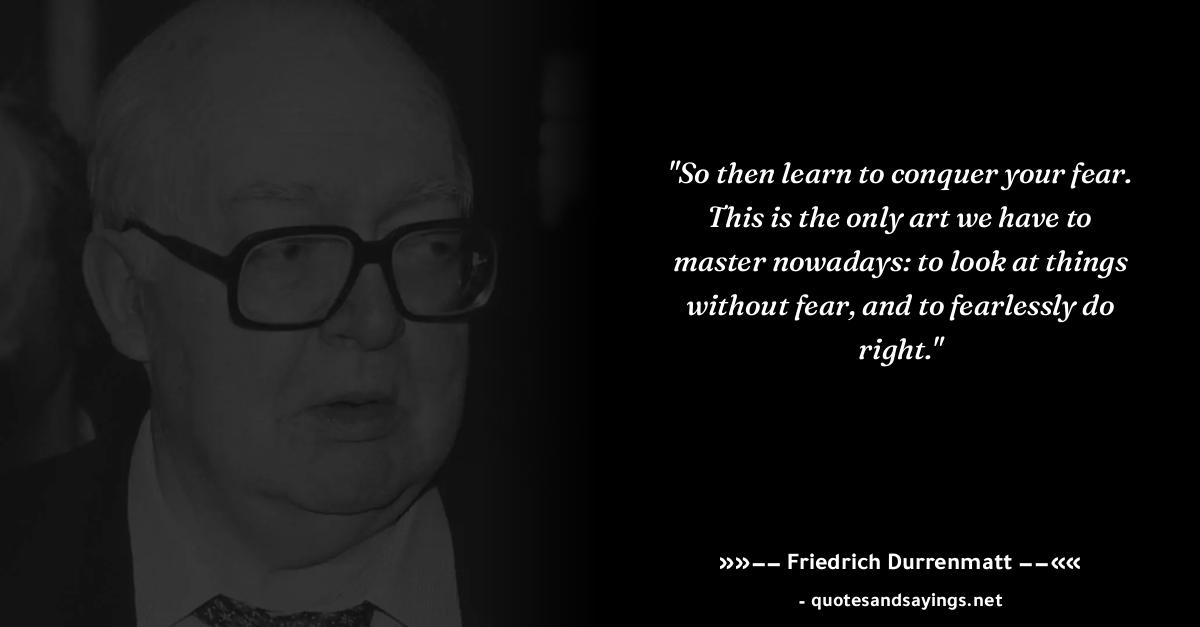 "So then learn to conquer your fear.
This is the only art we have to
master nowadays: to look at things
without fear, and to fearlessly do
right."
»»−− Friedrich Durrenmatt −−««
- quotesandsayings.net